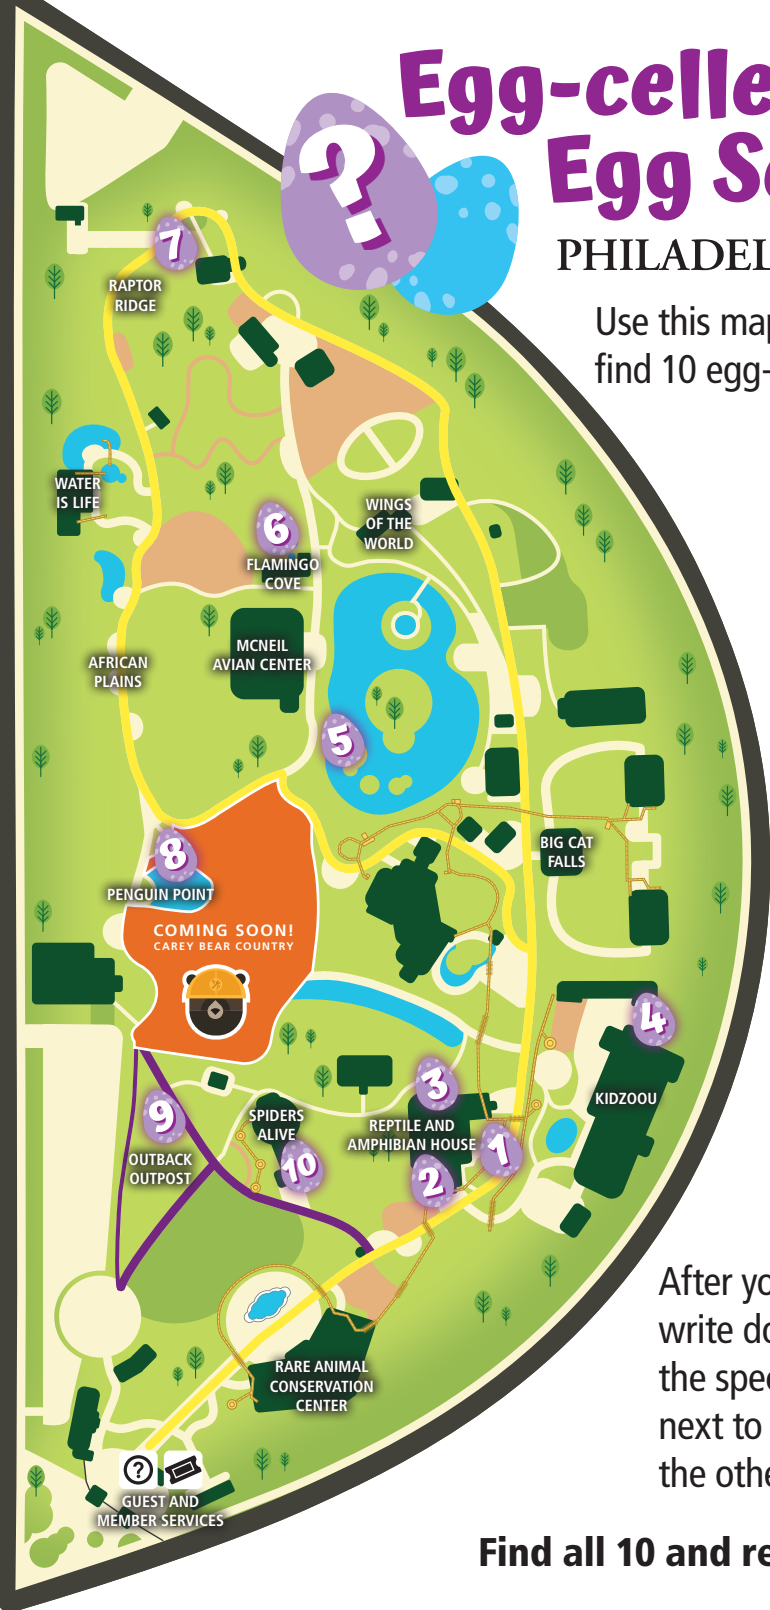 Egg-celle
Egg S
?
PHILADEL
Use this map
find 10 egg-
7
RAPTOR
RIDGE
WATER
IS LIFE
WINGS
OF THE
WORLD
6
FLAMINGO
COVE
MCNEIL
AVIAN CENTER
AFRICAN
PLAINS
5
8
BIG CAT
FALLS
PENGUIN POINT
COMING SOON!
CAREY BEAR COUNTRY
4
3
KIDZOOU
9
SPIDERS
ALIVE
REPTILE AND
AMPHIBIAN HOUSE
1
OUTBACK
OUTPOST
10
2
After yo
write do
the spec
next to
the othe
RARE ANIMAL
CONSERVATION
CENTER
?
GUEST AND
MEMBER SERVICES
Find all 10 and re